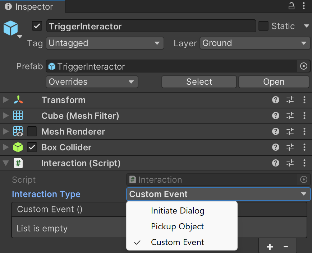 Inspector
TriggerInteractor Static
Tag Untagged Layer Ground
Prefab TriggerInteractor
Overrides Select Open
Transform
Cube (Mesh Filter)
Mesh Renderer
Box Collider
Interaction (Script)
Script Interaction
Interaction Type Custom Event
Custom Event ()
List is empty
Initiate Dialog
Pickup Object
Custom Event